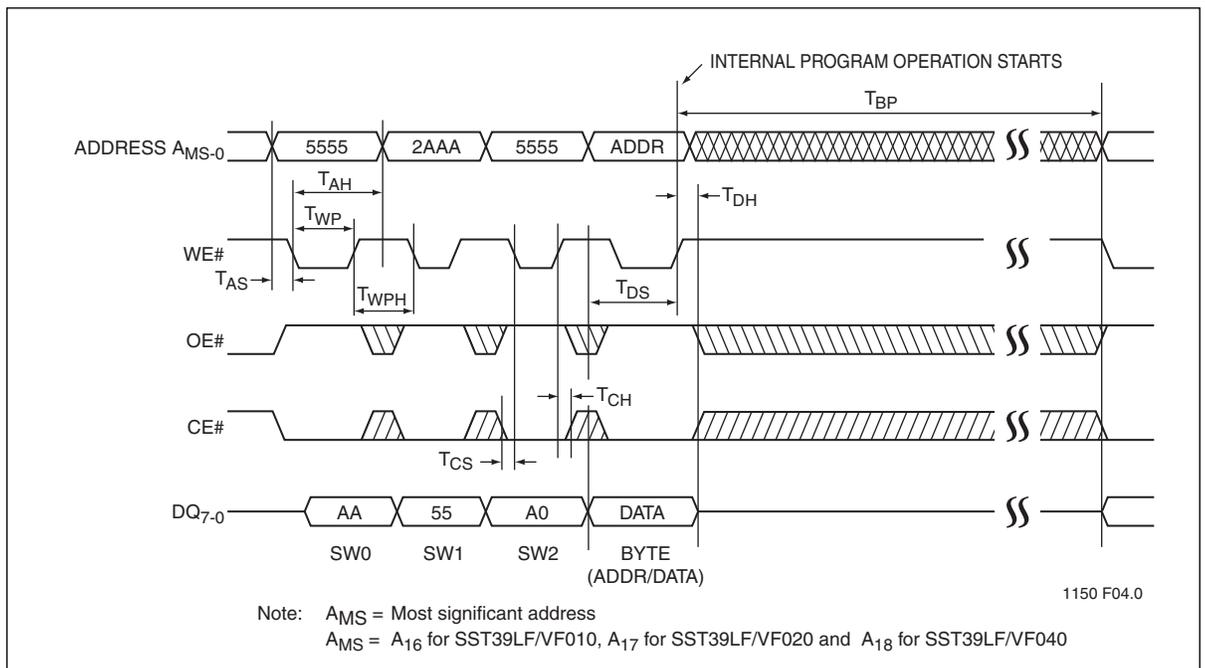 INTERNAL PROGRAM OPERATION STARTS
TBP
ADDRESS AMS-0
5555
2AAA
5555
ADDR
TAH
TDH
TWP
WE#
TAS
TWPH
TDS
OE#
TCH
CE#
TCS
DQ7-0
AA
55
A0
DATA
SW0
SW1
SW2
BYTE
(ADDR/DATA)
1150 F04.0
Note: AMS = Most significant address
AMS = A16 for SST39LF/VF010, A17 for SST39LF/VF020 and A18 for SST39LF/VF040